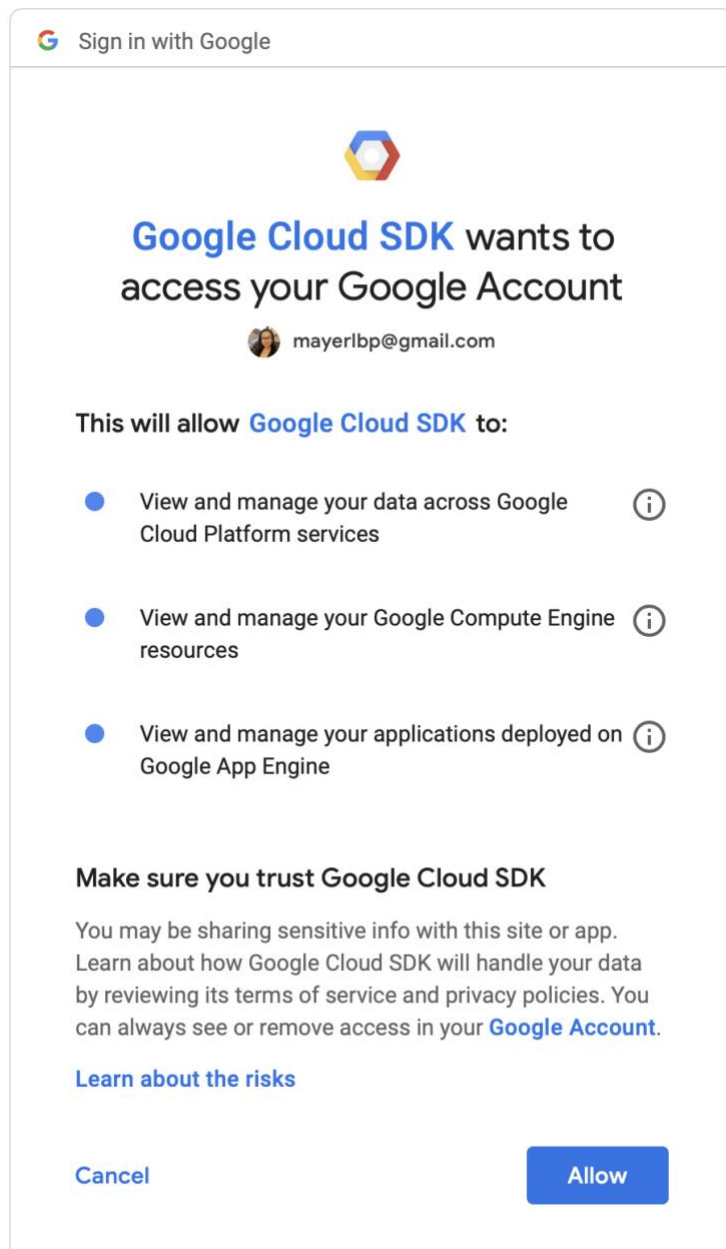 Sign in with Google
Google Cloud SDK wants to
access your Google Account
mayerlbp@gmail.com
This will allow Google Cloud SDK to:
View and manage your data across Google
Cloud Platform services
View and manage your Google Compute Engine
resources
View and manage your applications deployed on
Google App Engine
Make sure you trust Google Cloud SDK
You may be sharing sensitive info with this site or app.
Learn about how Google Cloud SDK will handle your data
by reviewing its terms of service and privacy policies. You
can always see or remove access in your Google Account.
Learn about the risks
Cancel Allow